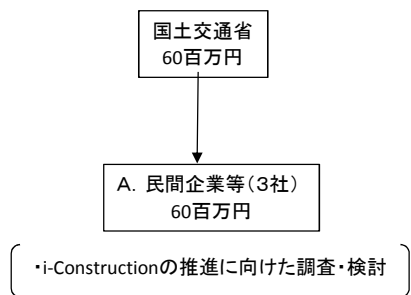 国土交通省
60百万円
A. 民間企業等(3社)
60百万円
・i-Constructionの推進に向けた調査・検討